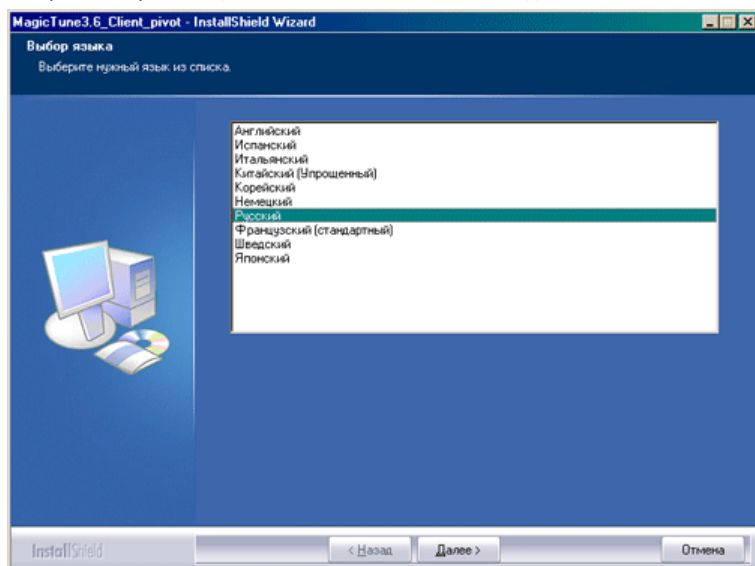 MagicTune3.6_Client_pivot - InstallShield Wizard
Выбор языка
Выберите нужный язык из списка.
Английский
Испанский
Итальянский
Китайский (Упрощенный)
Корейский
Немецкий
Русский
Французский (стандартный)
Шведский
Японский
InstallShield
< Назад
Далее >
Отмена